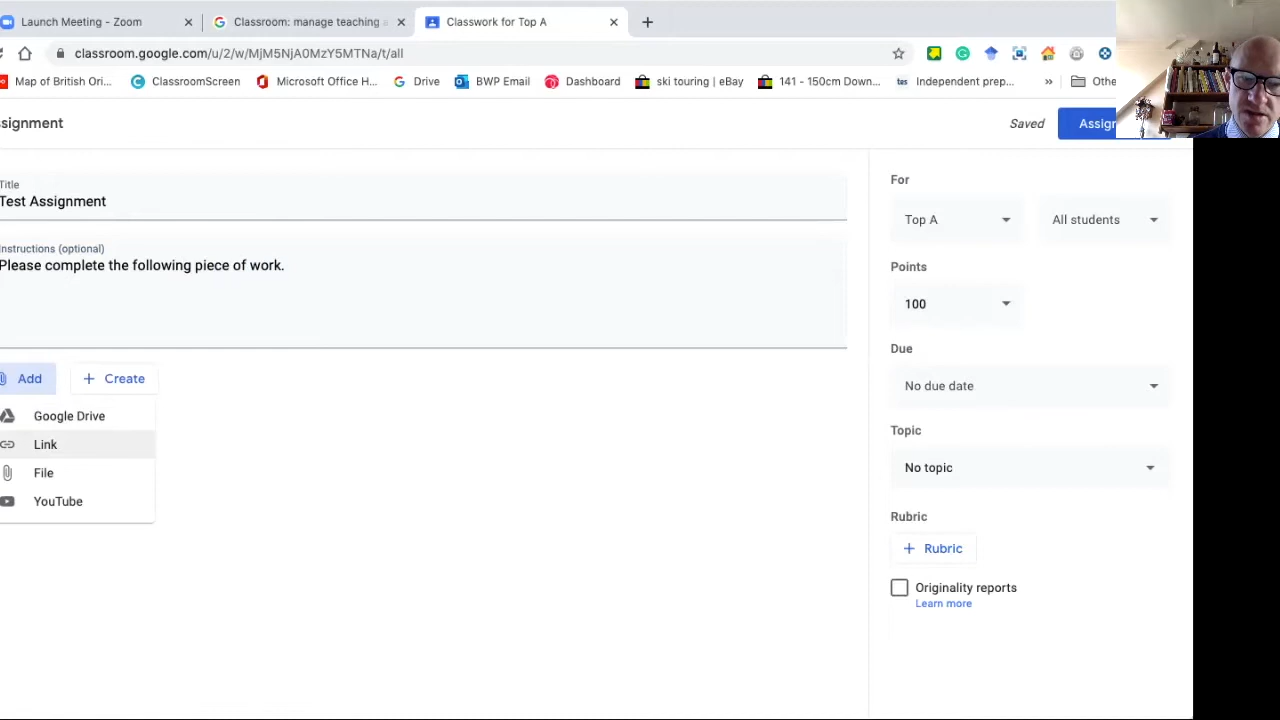 Launch Meeting - Zoom
Classroom: manage teaching
Classwork for Top A
classroom.google.com/u/2/w/MjM5NjA0MzY5MTNa/t/all
Map of British Ori...
ClassroomScreen
Microsoft Office H...
Drive
BWP Email
Dashboard
ski touring | eBay
141 - 150cm Down...
tes
Independent prep...
»
Othe
ssignment
Saved
Assign
Title
Test Assignment
Instructions (optional)
Please complete the following piece of work.
Add
+ Create
Google Drive
Link
File
YouTube
For
Top A
All students
Points
100
Due
No due date
Topic
No topic
Rubric
+ Rubric
Originality reports
Learn more